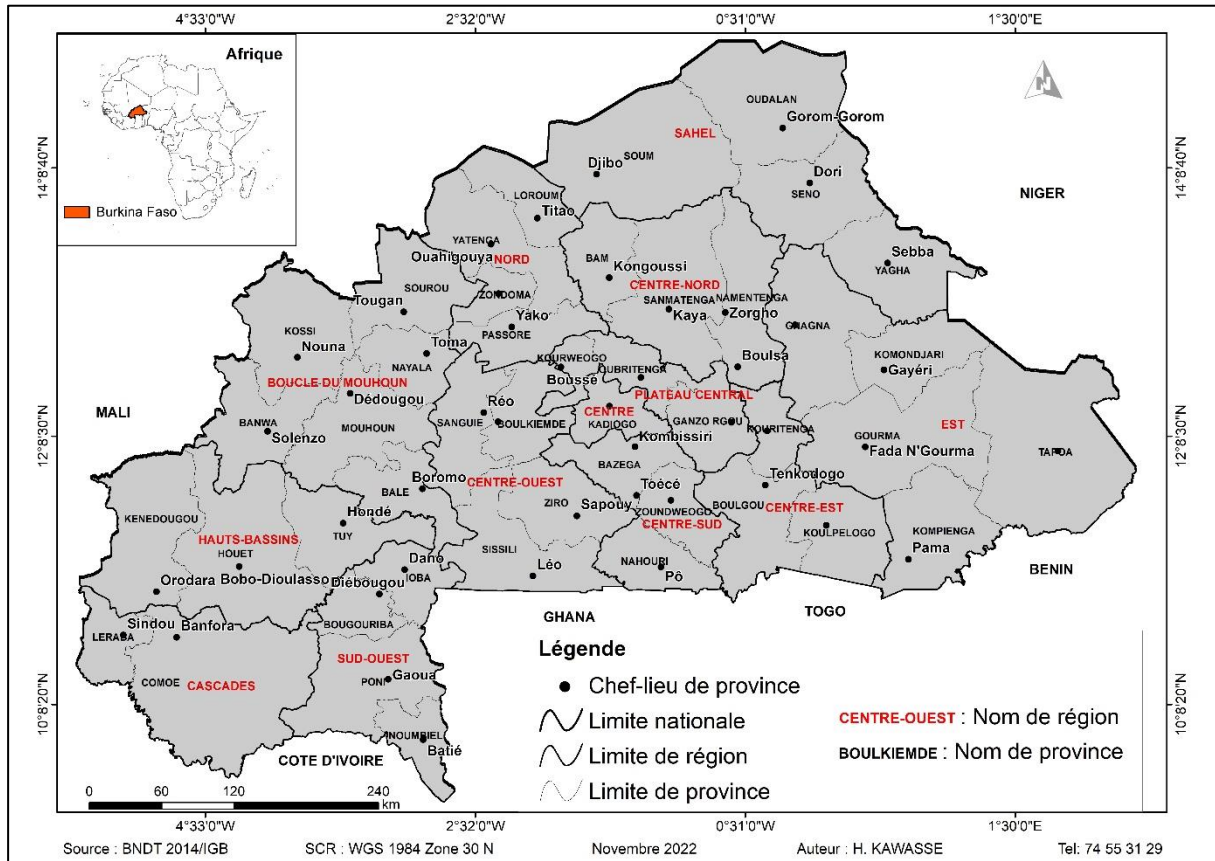 4°33'0"W 2°32'0"W 0°31'0"W 1°30'0"E
Afrique
Burkina Faso
N
14°8'40"N
14°8'40"N
12°8'30"N
12°8'30"N
10°8'20"N
10°8'20"N
OUDALAN
Gorom-Gorom
SAHEL
SOUM
Djibo
Dori
SENO
NIGER
LOROUM
Titao
YATENGA
Ouahigouya
NORD
BAM
Kongoussi
CENTRE-NORD
Sebba
YAGHA
SOUROU
Tougan
ZONDOMA
SANMATENGA
NAMENTENGA
Kaya
Zorgho
GNAGNA
KOSSI
Nouna
Toma
NAYALA
Yako
PASSORE
KOURWEOGO
Boussé
OUBRITENGA
Boulsa
KOMONDJARI
Gayéri
BOUCLE DU MOUHOUN
Dédougou
MALI
Réo
SANGUIE
BOULKIEMDE
CENTRE
KADIOGO
PLATEAU CENTRAL
GANZO RGOU
KOURITENGA
EST
BANWA
Solenzo
MOUHOUN
Kombissiri
BAZEGA
GOURMA
Fada N'Gourma
TAPOA
Boromo
BALE
CENTRE-OUEST
Toécé
Tenkodogo
ZIRO
Sapouy
ZOUNDWEOGO
CENTRE-SUD
BOULGOU
CENTRE-EST
KOULPELOGO
KOMPIENGA
Pama
KENEDOUGOU
Hondé
TUY
HAUTS-BASSINS
HOUET
Bobo-Dioulasso
Orodara
SISSILI
Léo
NAHOURI
Pô
Dano
IOBA
Diébougou
BENIN
GHANA
TOGO
Sindou
LERABA
Banfora
BOUGOURIBA
SUD-OUEST
Gaoua
PONI
COMOE
CASCADES
NOUMBIEL
Batié
COTE D'IVOIRE
Légende
Chef-lieu de province
Limite nationale
Limite de région
Limite de province
CENTRE-OUEST : Nom de région
BOULKIEMDE : Nom de province
0 60 120 240
km
4°33'0"W 2°32'0"W 0°31'0"W 1°30'0"E
Source : BNDT 2014/IGB SCR : WGS 1984 Zone 30 N Novembre 2022 Auteur : H. KAWASSE Tel: 74 55 31 29